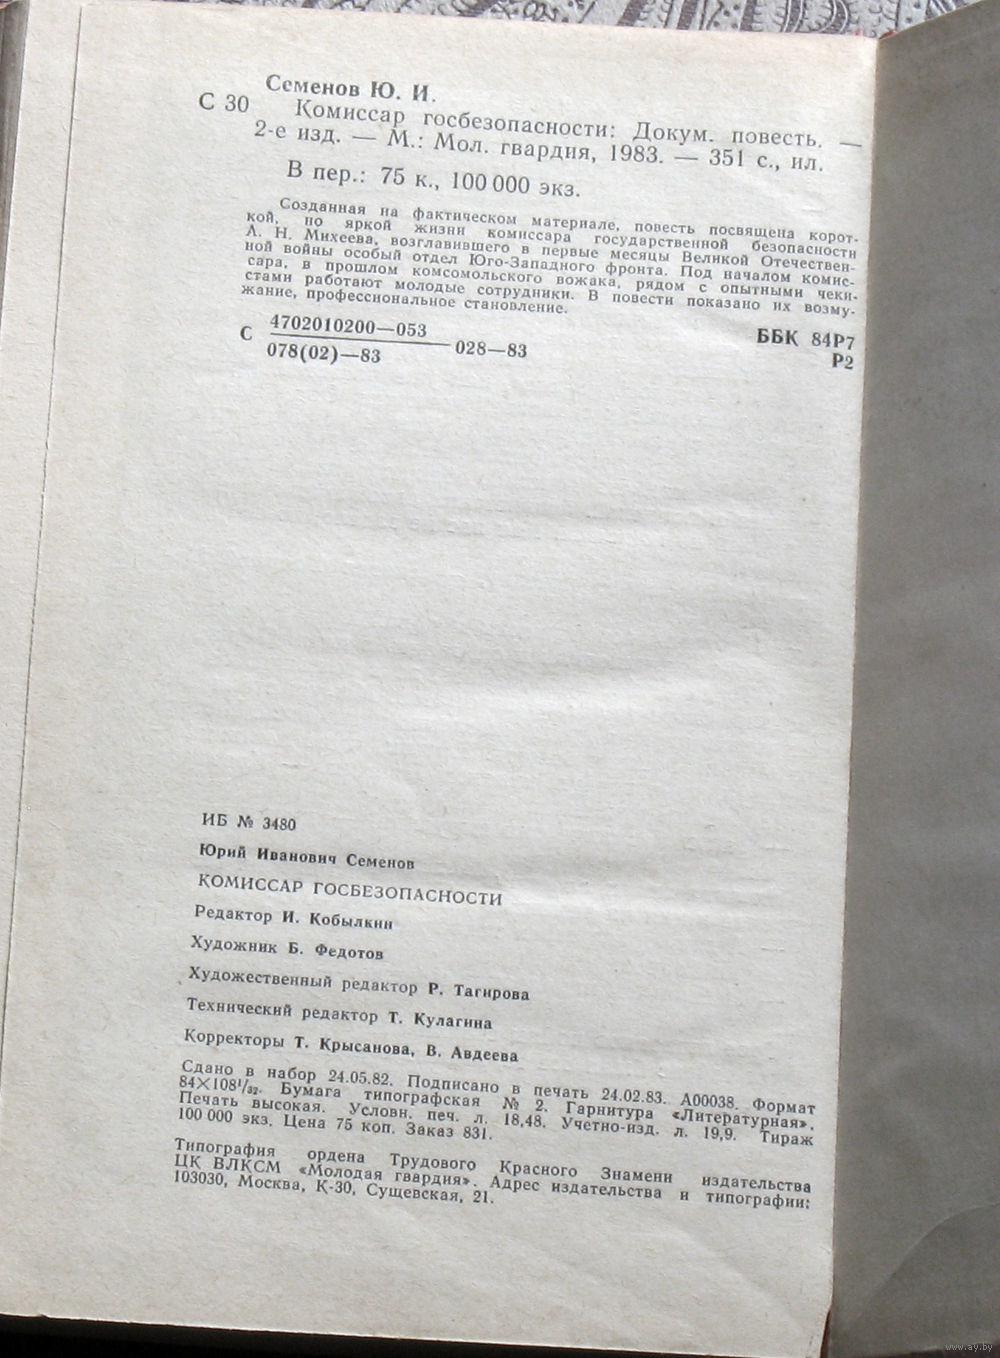 Семенов Ю. И.
С 30 Комиссар госбезопасности: Докум. повесть. —
2-е изд. — М.: Мол. гвардия, 1983. — 351 с., ил.
В пер.: 75 к., 100 000 экз.
Созданная на фактическом материале, повесть посвящена корот-
кой, но яркой жизни комиссара государственной безопасности
А. Н. Михеева, возглавившего в первые месяцы Великой Отечествен-
ной войны особый отдел Юго-Западного фронта. Под началом комис-
сара, в прошлом комсомольского вожака, рядом с опытными чеки-
стами работают молодые сотрудники. В повести показано их возму-
жание, профессиональное становление.
С 4702010200—053
078(02)—83 028—83
ББК 84Р7
Р2
ИБ № 3480
Юрий Иванович Семенов
КОМИССАР ГОСБЕЗОПАСНОСТИ
Редактор И. Кобылкин
Художник Б. Федотов
Художественный редактор Р. Тагирова
Технический редактор Т. Кулагина
Корректоры Т. Крысанова, В. Авдеева
Сдано в набор 24.05.82. Подписано в печать 24.02.83. А00038. Формат
84×108¹/₃₂. Бумага типографская № 2. Гарнитура «Литературная».
Печать высокая. Условн. печ. л. 18,48. Учетно-изд. л. 19,9. Тираж
100 000 экз. Цена 75 коп. Заказ 831.
Типография ордена Трудового Красного Знамени издательства
ЦК ВЛКСМ «Молодая гвардия». Адрес издательства и типографии:
103030, Москва, К-30, Сущевская, 21.
www.ay.by